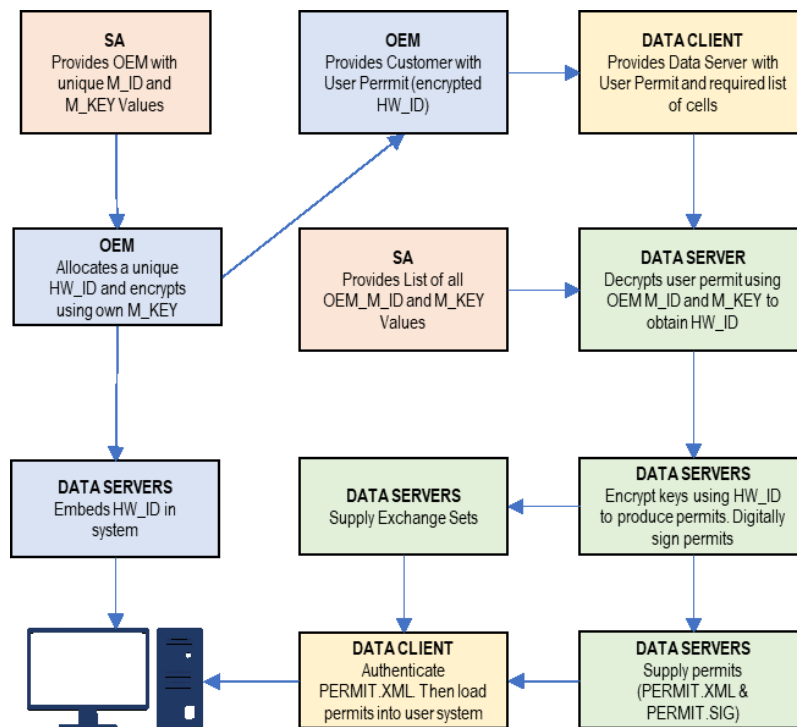 SA
Provides OEM with
unique M_ID and
M_KEY Values
OEM
Provides Customer with
User Perrmit (encrypted
HW_ID)
DATA CLIENT
Provides Data Server with
User Permit and required list
of cells
OEM
Allocates a unique
HW_ID and encrypts
using own M_KEY
SA
Provides List of all
OEM_M_ID and M_KEY
Values
DATA SERVER
Decrypts user permit using
OEM M_ID and M_KEY to
obtain HW_ID
DATA SERVERS
Embeds HW_ID in
system
DATA SERVERS
Supply Exchange Sets
DATA SERVERS
Encrypt keys using HW_ID
to produce permits. Digitally
sign permits
DATA CLIENT
Authenticate
PERMIT.XML. Then load
permits into user system
DATA SERVERS
Supply permits
(PERMIT.XML &
PERMIT.SIG)